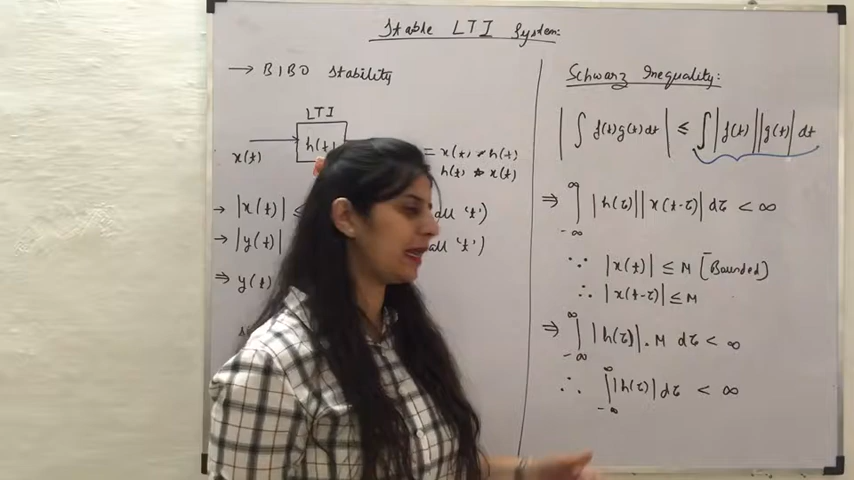 Stable LTI System:
→ BIBO stability
LTI
h(t)
x(t)
= x(t) * h(t)
h(t) * x(t)
→ |x(t)| ≤ all 't')
→ |y(t)| all 't')
⇒ y(t)
Schwarz Inequality:
| ∫ f(t)g(t)dt | ≤ ∫ |f(t)||g(t)| dt
⇒ ∞ ∫ -∞ |h(τ)||x(t-τ)| dτ < ∞
∵ |x(t)| ≤ M [Bounded]
∴ |x(t-τ)| ≤ M
⇒ ∞ ∫ -∞ |h(τ)|. M dτ < ∞
∴ ∞ ∫ -∞ |h(τ)| dτ < ∞